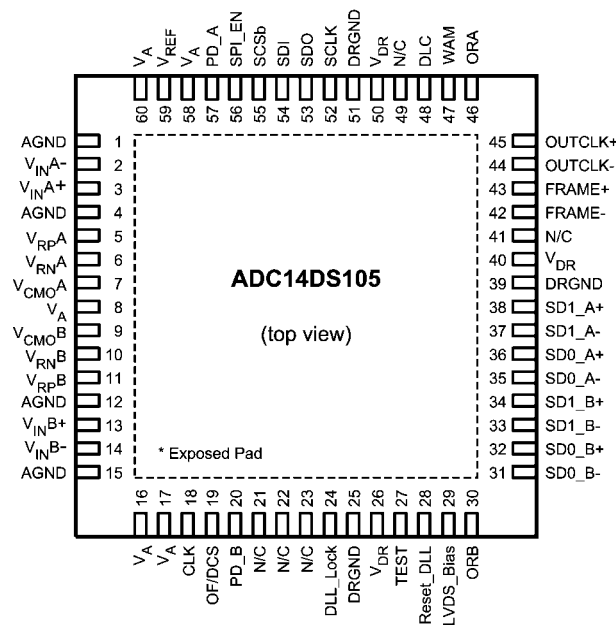 VA
VREF
VA
PD_A
SPI_EN
SCSb
SDI
SDO
SCLK
DRGND
VDR
N/C
DLC
WAM
ORA
60 59 58 57 56 55 54 53 52 51 50 49 48 47 46
AGND 1
VINA- 2
VINA+ 3
AGND 4
VRPA 5
VRNA 6
VCMOA 7
VA 8
VCMOB 9
VRNB 10
VRPB 11
AGND 12
VINB+ 13
VINB- 14
AGND 15
ADC14DS105
(top view)
* Exposed Pad
45 OUTCLK+
44 OUTCLK-
43 FRAME+
42 FRAME-
41 N/C
40 VDR
39 DRGND
38 SD1_A+
37 SD1_A-
36 SD0_A+
35 SD0_A-
34 SD1_B+
33 SD1_B-
32 SD0_B+
31 SD0_B-
16 17 18 19 20 21 22 23 24 25 26 27 28 29 30
VA
VA
CLK
OF/DCS
PD_B
N/C
N/C
N/C
DLL_Lock
DRGND
VDR
TEST
Reset_DLL
LVDS_Bias
ORB